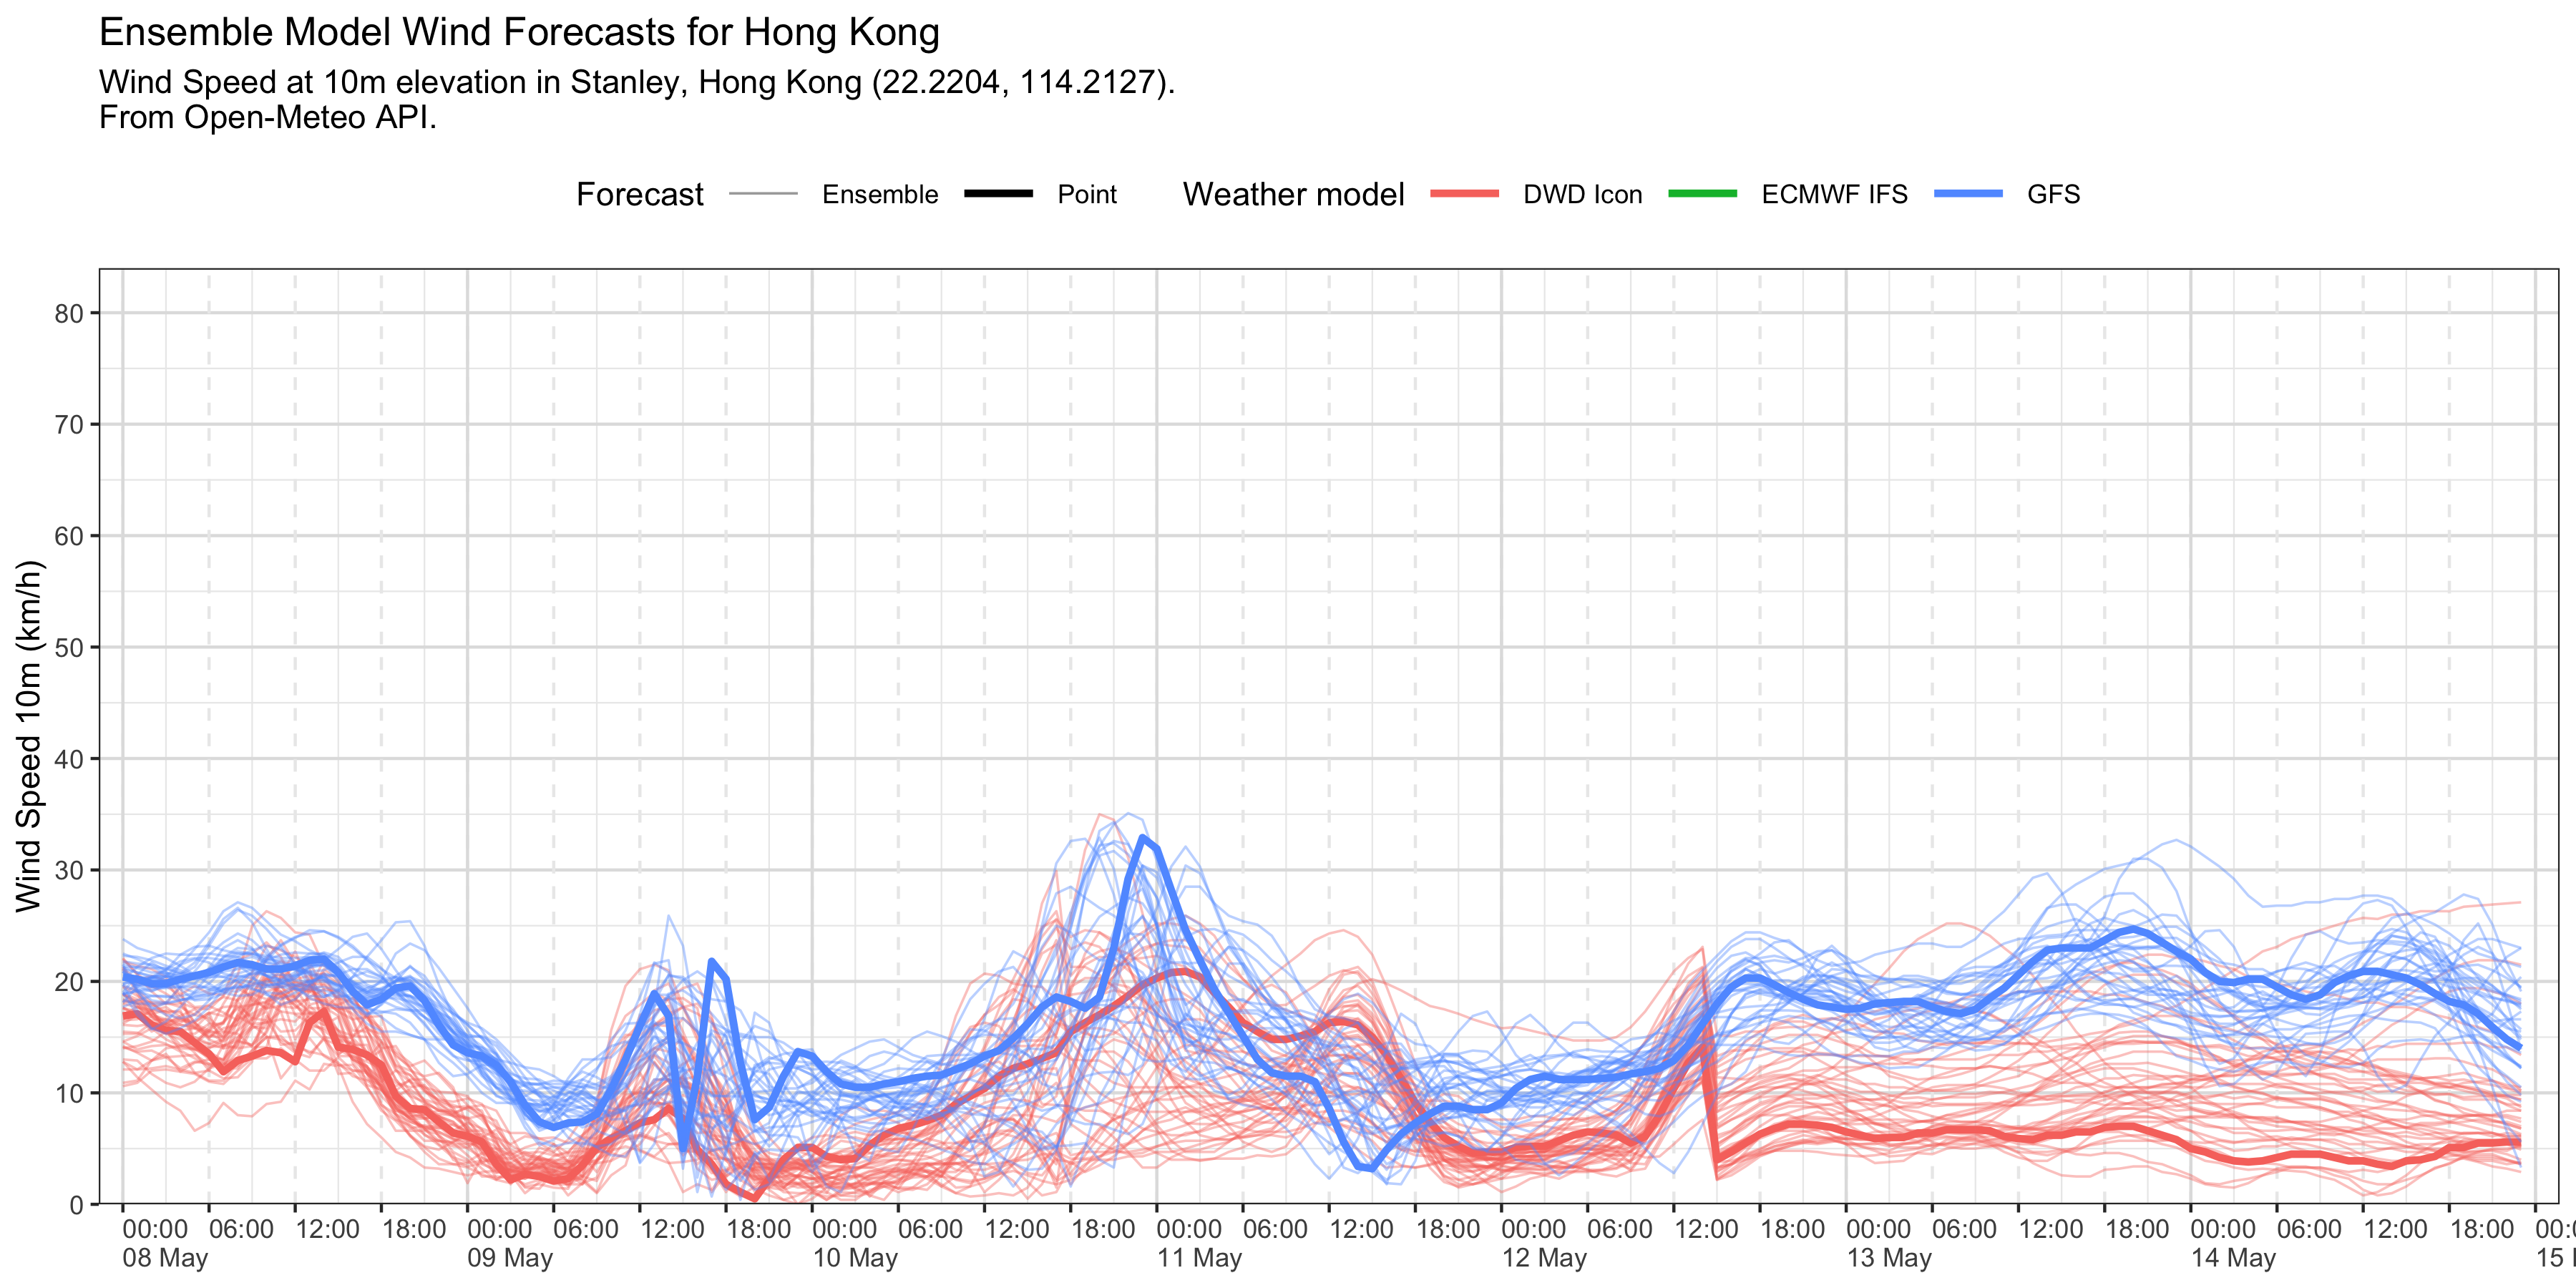 Ensemble Model Wind Forecasts for Hong Kong
Wind Speed at 10m elevation in Stanley, Hong Kong (22.2204, 114.2127).
From Open-Meteo API.
Forecast Ensemble Point Weather model DWD Icon ECMWF IFS GFS
Wind Speed 10m (km/h)
80
70
60
50
40
30
20
10
0
00:00 06:00 12:00 18:00 00:00 06:00 12:00 18:00 00:00 06:00 12:00 18:00 00:00 06:00 12:00 18:00 00:00 06:00 12:00 18:00 00:00 06:00 12:00 18:00 00:00 06:00 12:00 18:00
08 May 09 May 10 May 11 May 12 May 13 May 14 May 15